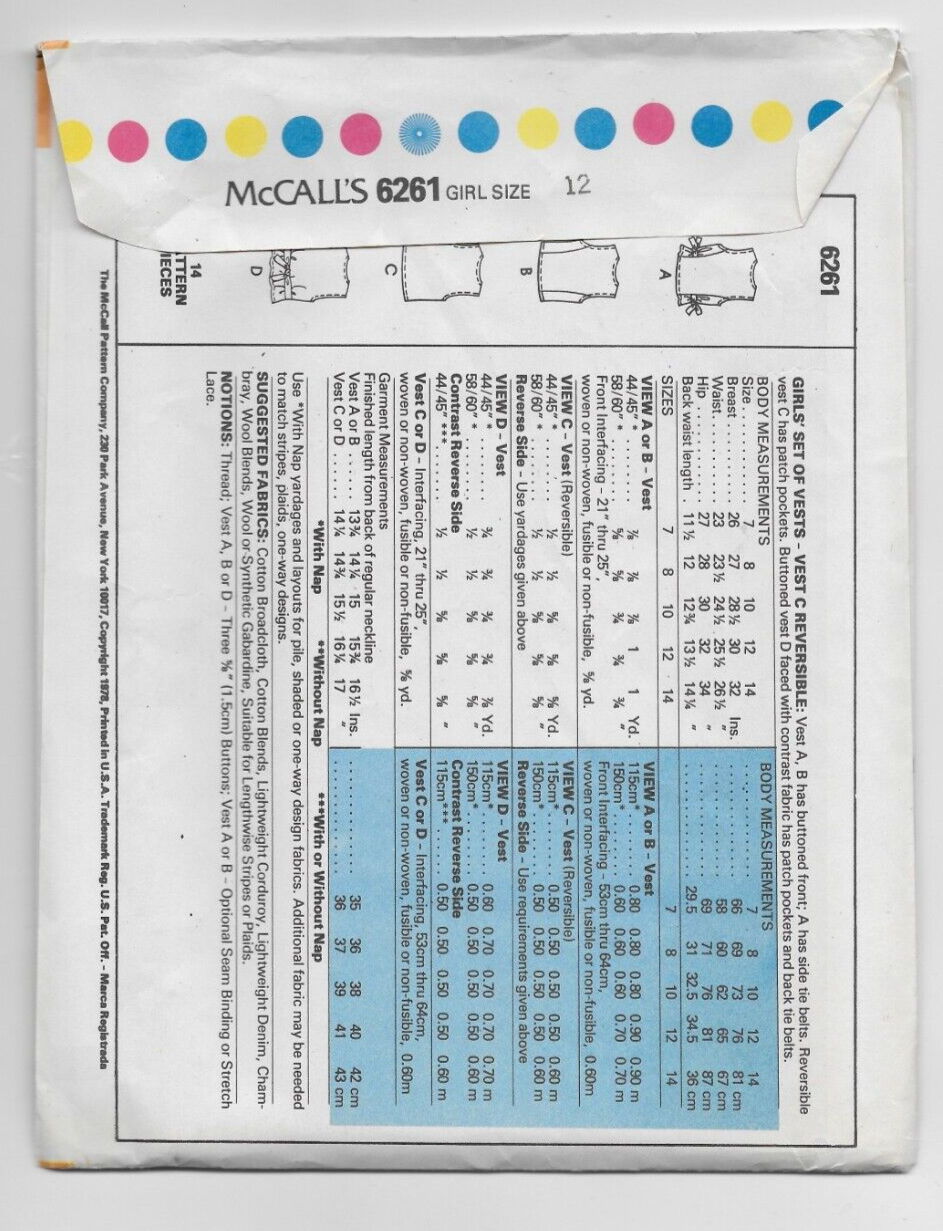 McCALL'S 6261 GIRL SIZE 12
6261
A
B
C
D
14
TTERN
IECES
GIRLS' SET OF VESTS – VEST C REVERSIBLE: Vest A, B has buttoned front; A has side tie belts. Reversible
vest C has patch pockets. Buttoned vest D faced with contrast fabric has patch pockets and back tie belts.
BODY MEASUREMENTS BODY MEASUREMENTS
Size 7 8 10 12 14 7 8 10 12 14
Breast 26 27 28½ 30 32 Ins. 66 69 73 76 81 cm
Waist 23 23½ 24½ 25½ 26½ " 58 60 62 65 67 cm
Hip 27 28 30 32 34 " 69 71 76 81 87 cm
Back waist length 11½ 12 12¾ 13½ 14¼ " 29.5 31 32.5 34.5 36 cm
SIZES 7 8 10 12 14 7 8 10 12 14
VIEW A or B – Vest VIEW A or B – Vest
44/45" * ⅞ ⅞ ⅞ 1 1 Yd. 115cm* 0.80 0.80 0.80 0.90 0.90 m
58/60" * ⅝ ⅝ ¾ ¾ ¾ " 150cm* 0.60 0.60 0.60 0.70 0.70 m
Front Interfacing – 21" thru 25", Front Interfacing – 53cm thru 64cm,
woven or non-woven, fusible or non-fusible, ⅝ yd. woven or non-woven, fusible or non-fusible, 0.60m
VIEW C – Vest (Reversible) VIEW C – Vest (Reversible)
44/45" * ½ ½ ⅝ ⅝ ⅝ Yd. 115cm* 0.50 0.50 0.50 0.50 0.60 m
58/60" * ½ ½ ⅝ ⅝ ⅝ " 150cm* 0.50 0.50 0.50 0.50 0.60 m
Reverse Side – Use yardages given above Reverse Side – Use requirements given above
VIEW D – Vest VIEW D – Vest
44/45" * ¾ ¾ ¾ ¾ ⅞ Yd. 115cm* 0.60 0.70 0.70 0.70 0.70 m
58/60" * ½ ½ ⅝ ⅝ ⅝ " 150cm* 0.50 0.50 0.50 0.50 0.60 m
Contrast Reverse Side Contrast Reverse Side
44/45" *** ½ ½ ⅝ ⅝ ⅝ " 115cm*** 0.50 0.50 0.50 0.50 0.60 m
Vest C or D – Interfacing, 21" thru 25", Vest C or D – Interfacing, 53cm thru 64cm,
woven or non-woven, fusible or non-fusible, ⅝ yd. woven or non-woven, fusible or non-fusible, 0.60m
Garment Measurements
Finished length from back of regular neckline
Vest A or B 13¾ 14¼ 15 15¾ 16½ Ins. 35 36 38 40 42 cm
Vest C or D 14¼ 14¾ 15½ 16¼ 17 " 36 37 39 41 43 cm
*With Nap **Without Nap ***With or Without Nap
Use *With Nap yardages and layouts for pile, shaded or one-way design fabrics. Additional fabric may be needed
to match stripes, plaids, one-way designs.
SUGGESTED FABRICS: Cotton Broadcloth, Cotton Blends, Lightweight Corduroy, Lightweight Denim, Cham-
bray, Wool Blends, Wool or Synthetic Gabardine, Suitable for Lengthwise Stripes or Plaids.
NOTIONS: Thread; Vest A, B or D – Three ⅝" (1.5cm) Buttons; Vest A or B – Optional Seam Binding or Stretch
Lace.
The McCall Pattern Company, 230 Park Avenue, New York 10017, Copyright 1978, Printed in U.S.A. Trademark Reg. U.S. Pat. Off. – Marca Registrada